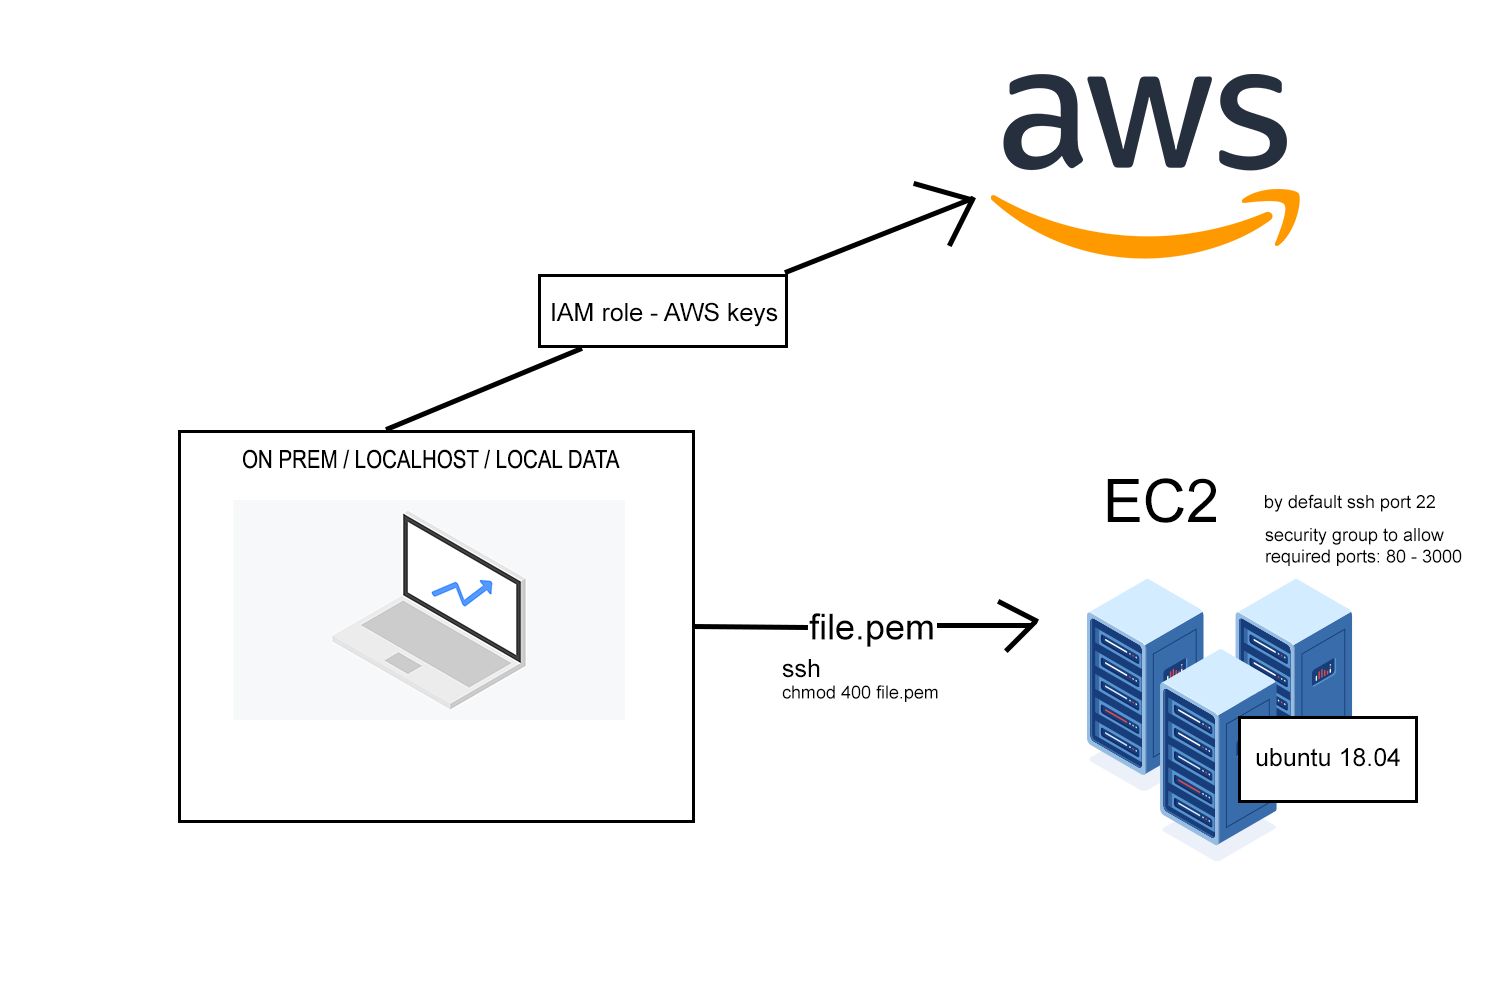 aws
IAM role - AWS keys
ON PREM / LOCALHOST / LOCAL DATA
EC2
by default ssh port 22
security group to allow
required ports: 80 - 3000
file.pem
ssh
chmod 400 file.pem
ubuntu 18.04